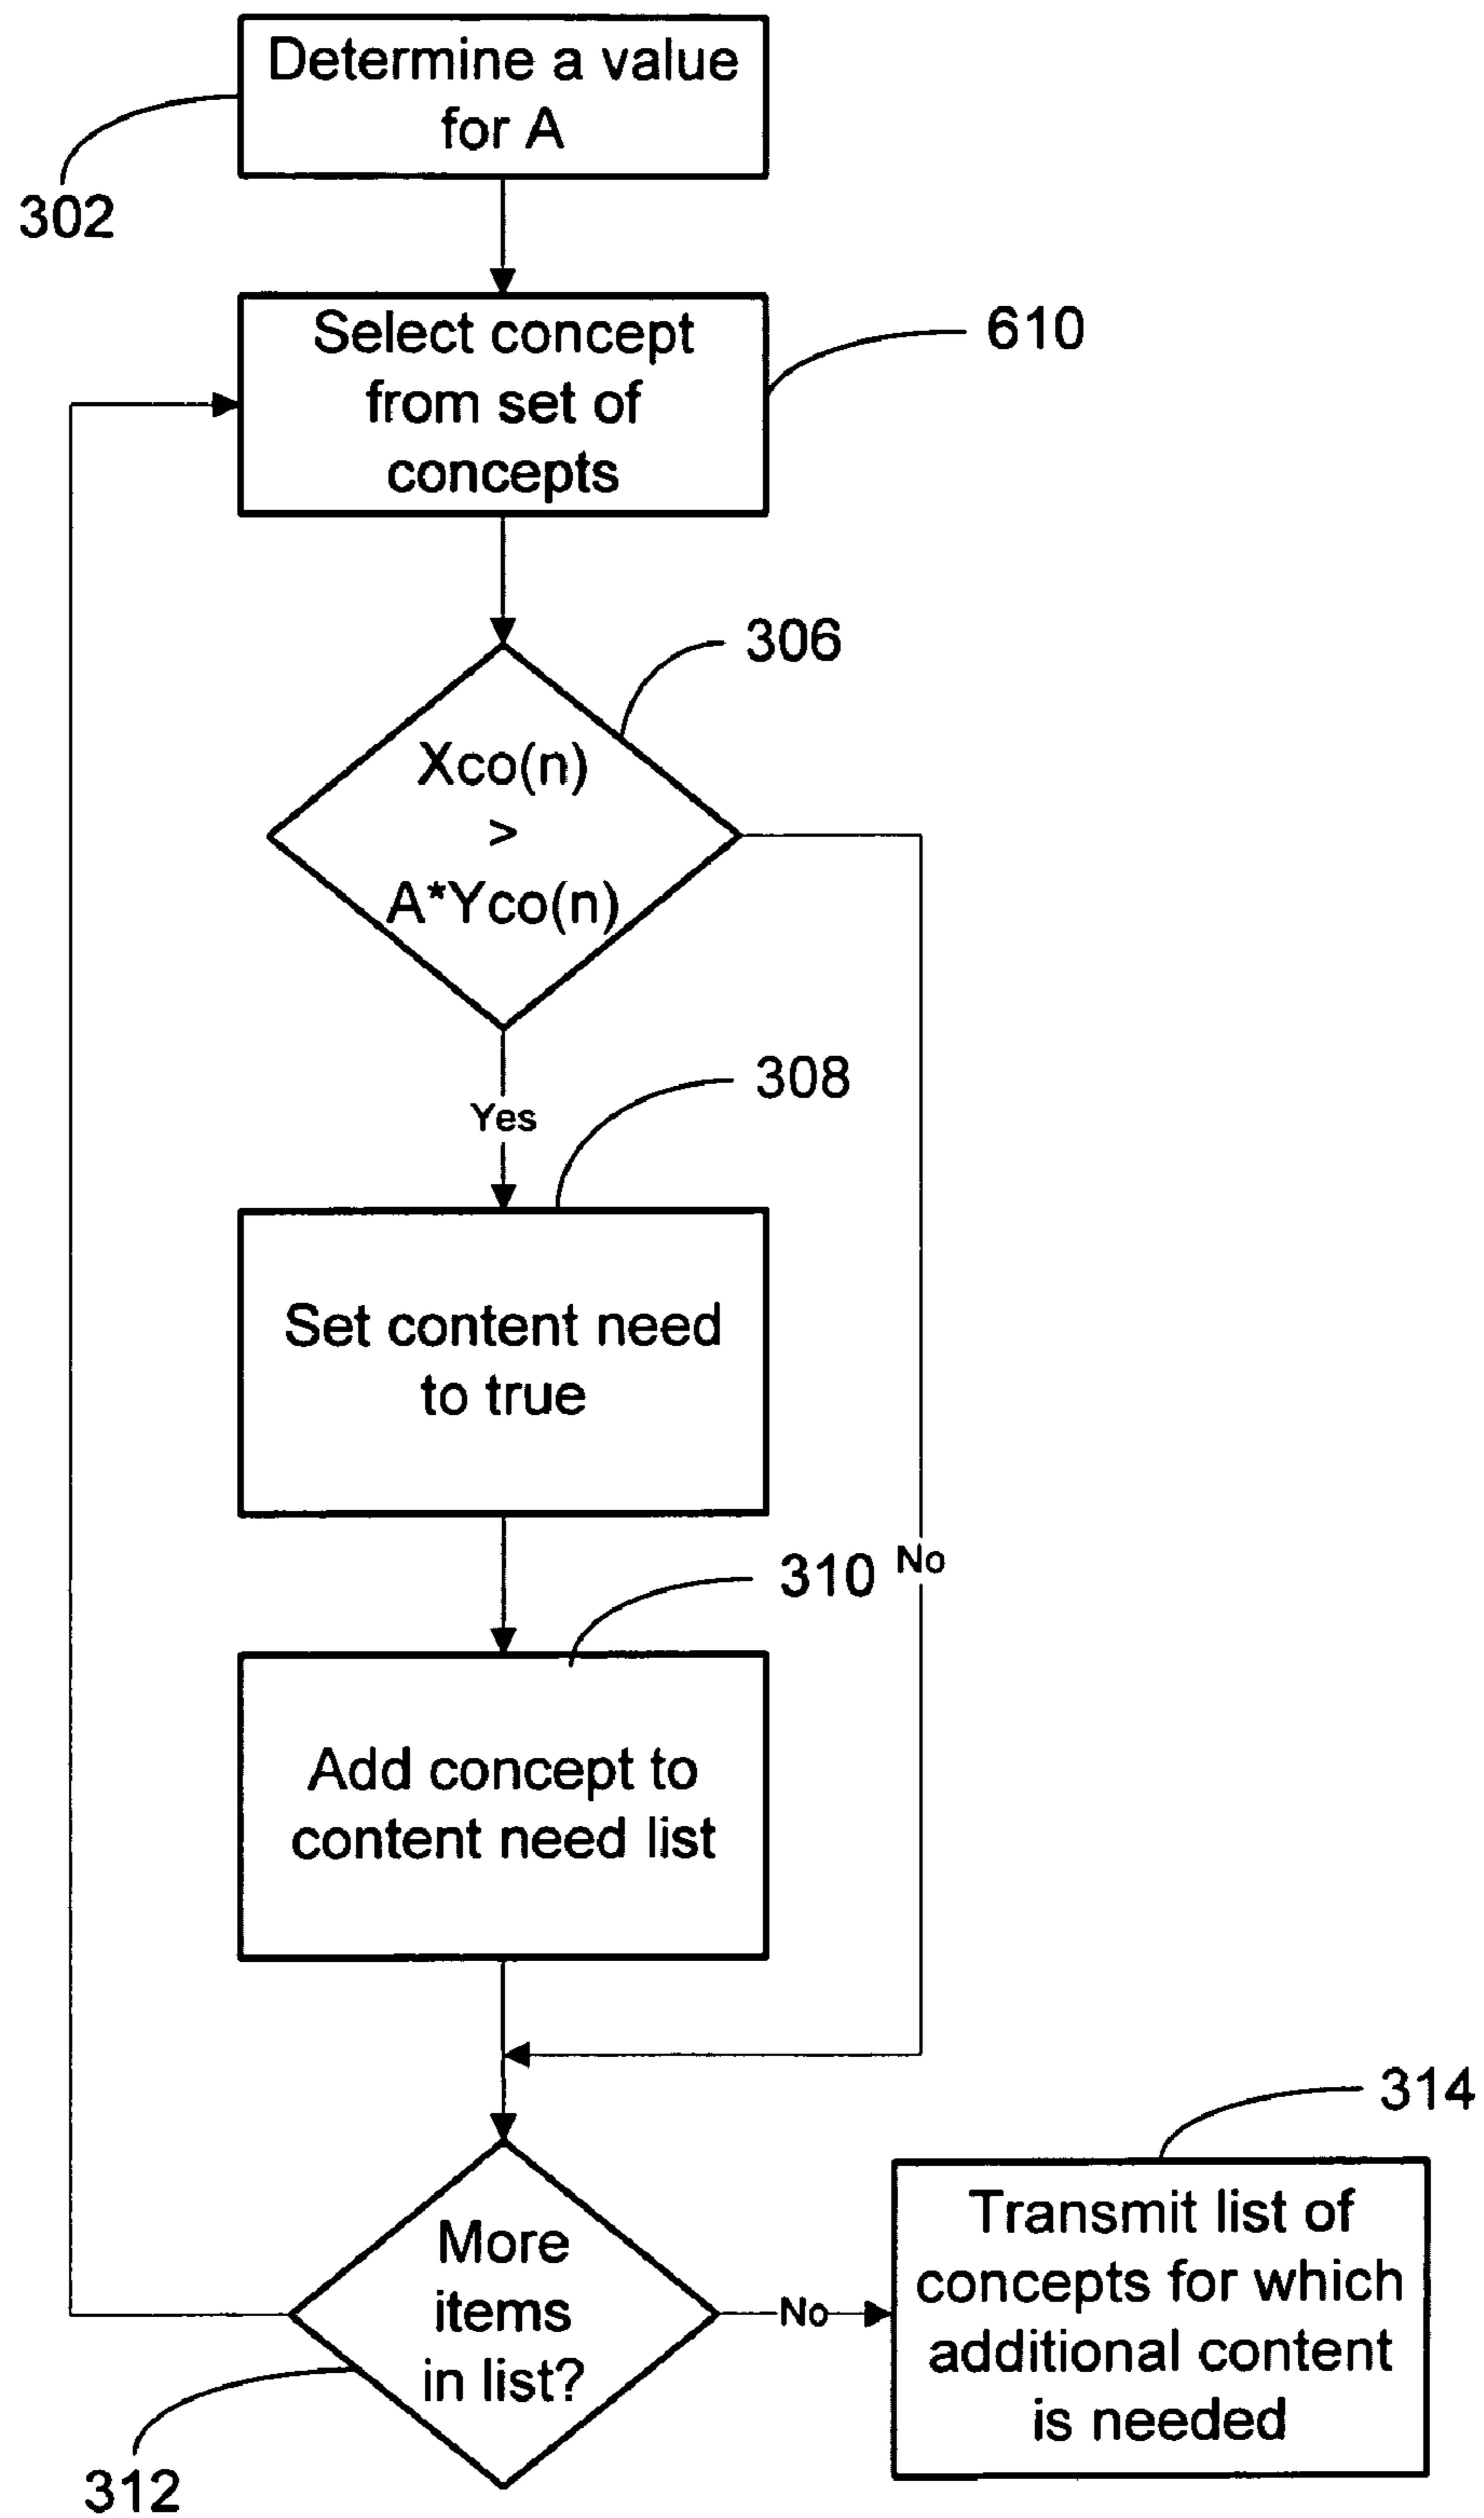 Determine a value
for A
302
Select concept
from set of
concepts
610
306
Xco(n)
>
A*Yco(n)
308
Yes
Set content need
to true
310
No
Add concept to
content need list
314
More
items
in list?
No
Transmit list of
concepts for which
additional content
is needed
312